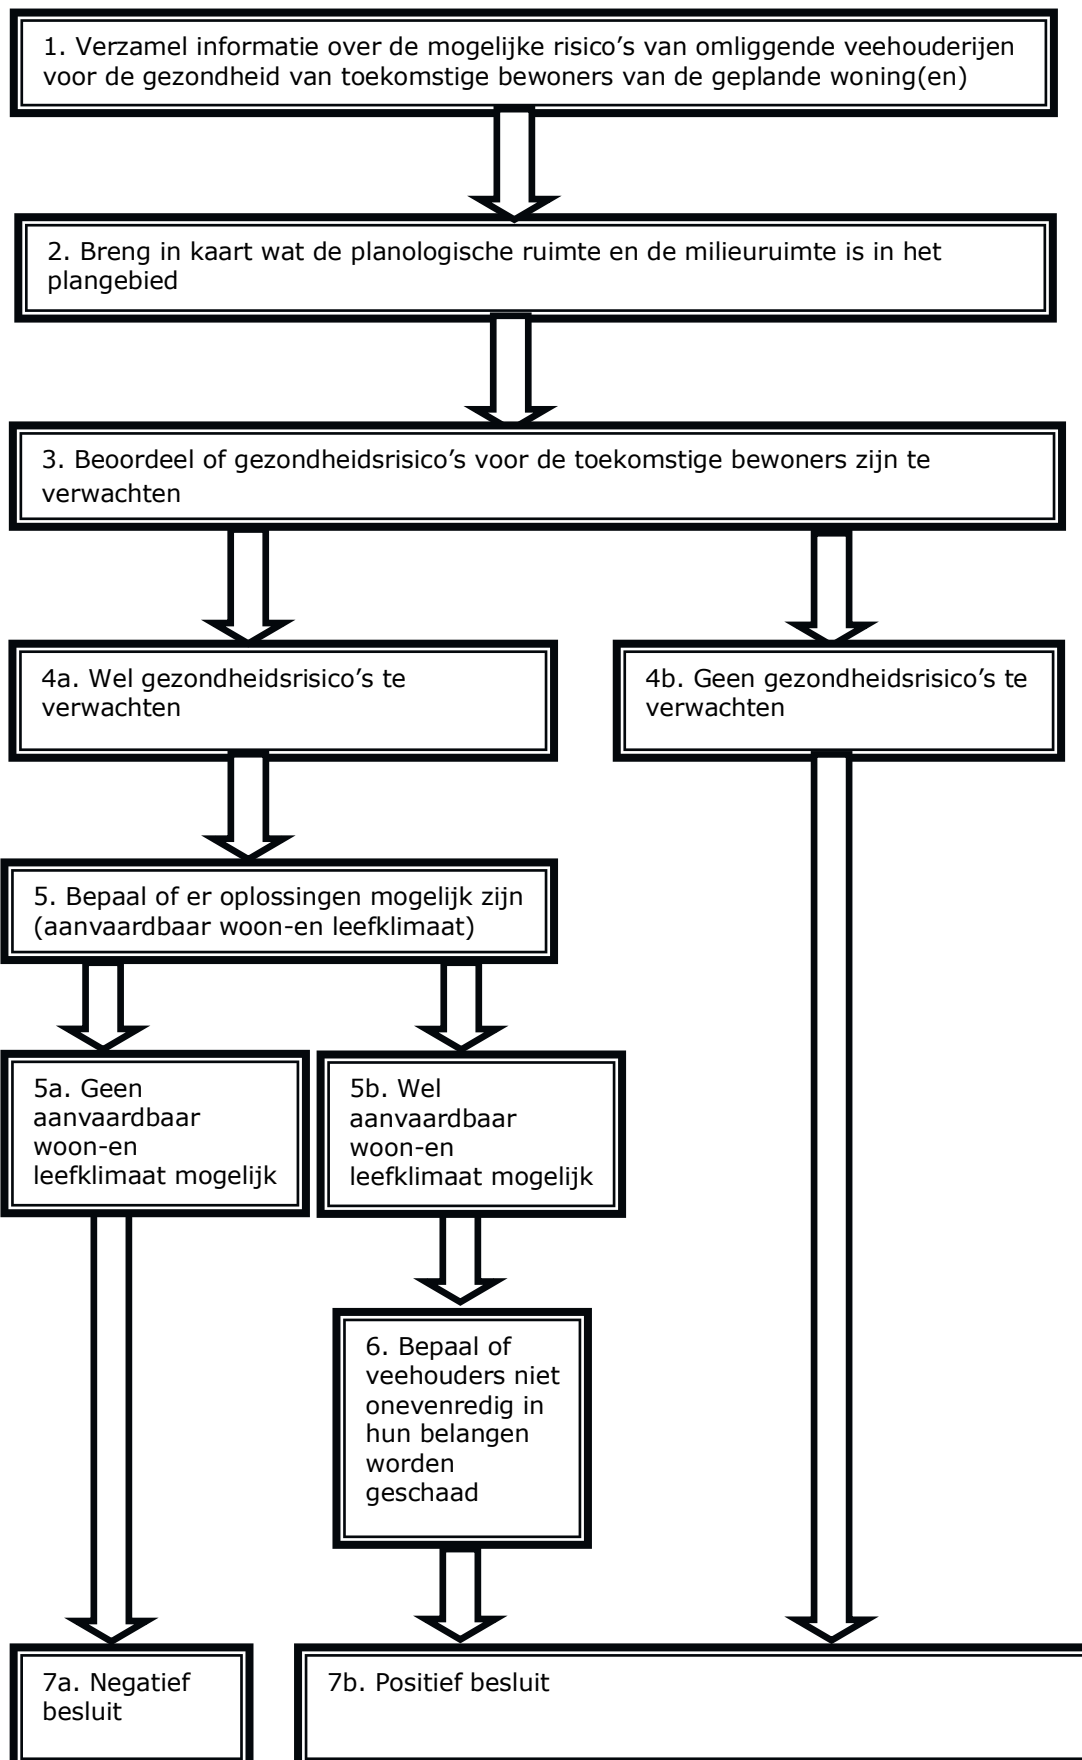 1. Verzamel informatie over de mogelijke risico’s van omliggende veehouderijen
voor de gezondheid van toekomstige bewoners van de geplande woning(en)
2. Breng in kaart wat de planologische ruimte en de milieuruimte is in het
plangebied
3. Beoordeel of gezondheidsrisico’s voor de toekomstige bewoners zijn te
verwachten
4a. Wel gezondheidsrisico’s te
verwachten
4b. Geen gezondheidsrisico’s te
verwachten
5. Bepaal of er oplossingen mogelijk zijn
(aanvaardbaar woon-en leefklimaat)
5a. Geen
aanvaardbaar
woon-en
leefklimaat mogelijk
5b. Wel
aanvaardbaar
woon-en
leefklimaat mogelijk
6. Bepaal of
veehouders niet
onevenredig in
hun belangen
worden
geschaad
7a. Negatief
besluit
7b. Positief besluit